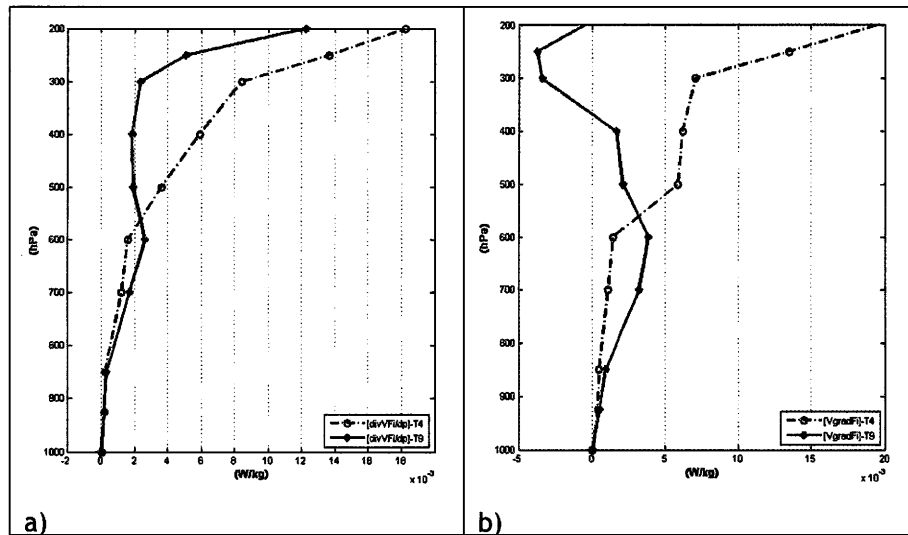 200
300
400
500
600
700
800
900
1000
(hPa)
-2 0 2 4 6 8 10 12 14 16 18
(W/kg)
x 10⁻³
[divVFi/dp]-T4
[divVFi/dp]-T9
a)
200
300
400
500
600
700
800
900
1000
(hPa)
-5 0 5 10 15 20
(W/kg)
x 10⁻³
[VgradFi]-T4
[VgradFi]-T9
b)